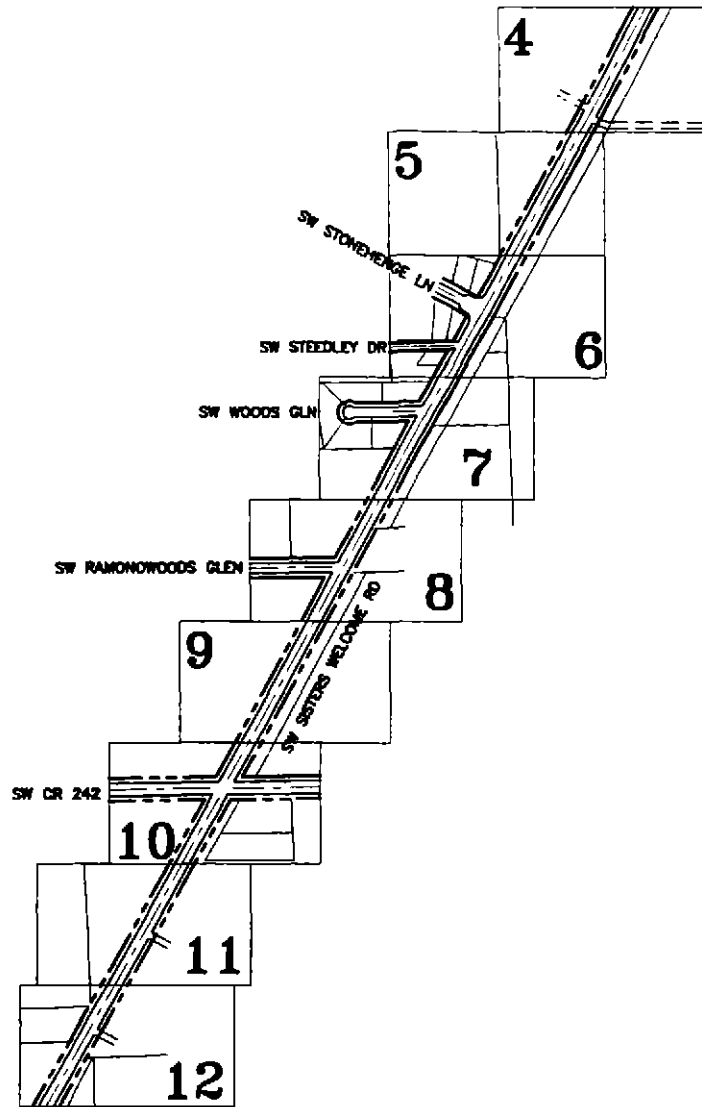 4
5
SW STONEHENGE LN
SW STEEDLEY DR
6
SW WOODS GLN
7
SW RAMONOWOODS GLEN
8
9
SW SISTERS WELCOME RD
SW CR 242
10
11
12